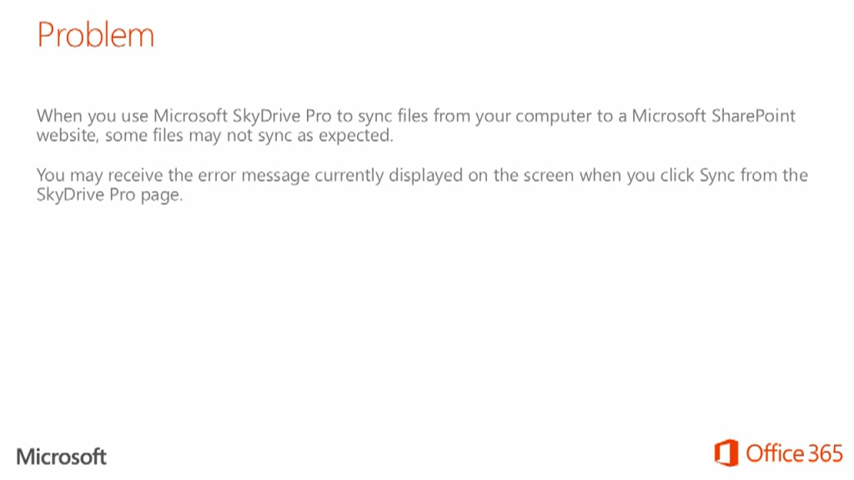 Problem
When you use Microsoft SkyDrive Pro to sync files from your computer to a Microsoft SharePoint
website, some files may not sync as expected.
You may receive the error message currently displayed on the screen when you click Sync from the
SkyDrive Pro page.
Microsoft
Office 365